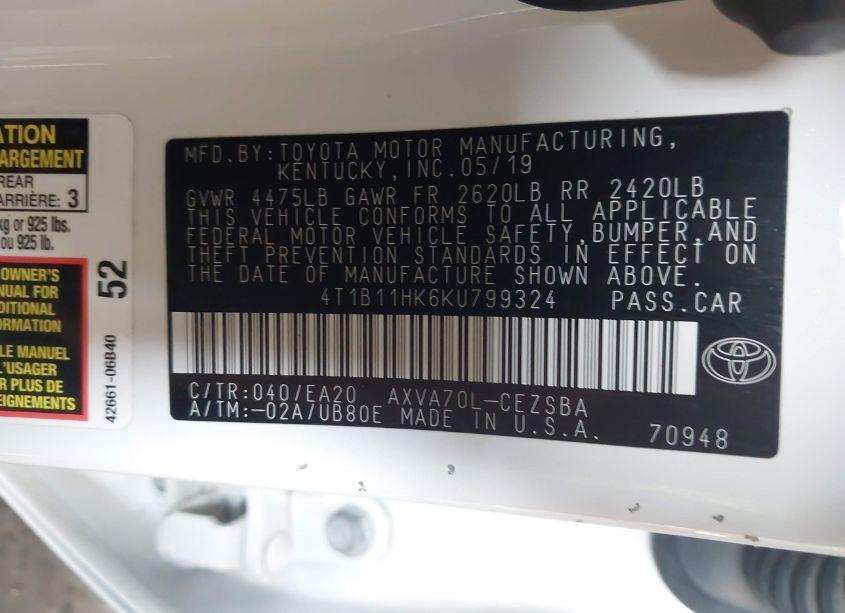 ATION
ARGEMENT
REAR
ARRIÈRE: 3
kg or 925 lbs.
ou 925 lb.
OWNER'S
NUAL FOR
DITIONAL
ORMATION
LE MANUEL
L'USAGER
R PLUS DE
EIGNEMENTS
52
42661-06B40
MFD.BY:TOYOTA MOTOR MANUFACTURING,
KENTUCKY,INC.05/19
GVWR 4475LB GAWR FR 2620LB RR 2420LB
THIS VEHICLE CONFORMS TO ALL APPLICABLE
FEDERAL MOTOR VEHICLE SAFETY,BUMPER,AND
THEFT PREVENTION STANDARDS IN EFFECT ON
THE DATE OF MANUFACTURE SHOWN ABOVE.
4T1B11HK6KU799324 PASS.CAR
C/TR:040/EA20 AXVA70L-CEZSBA
A/TM:-02A/UB80E MADE IN U.S.A. 70948